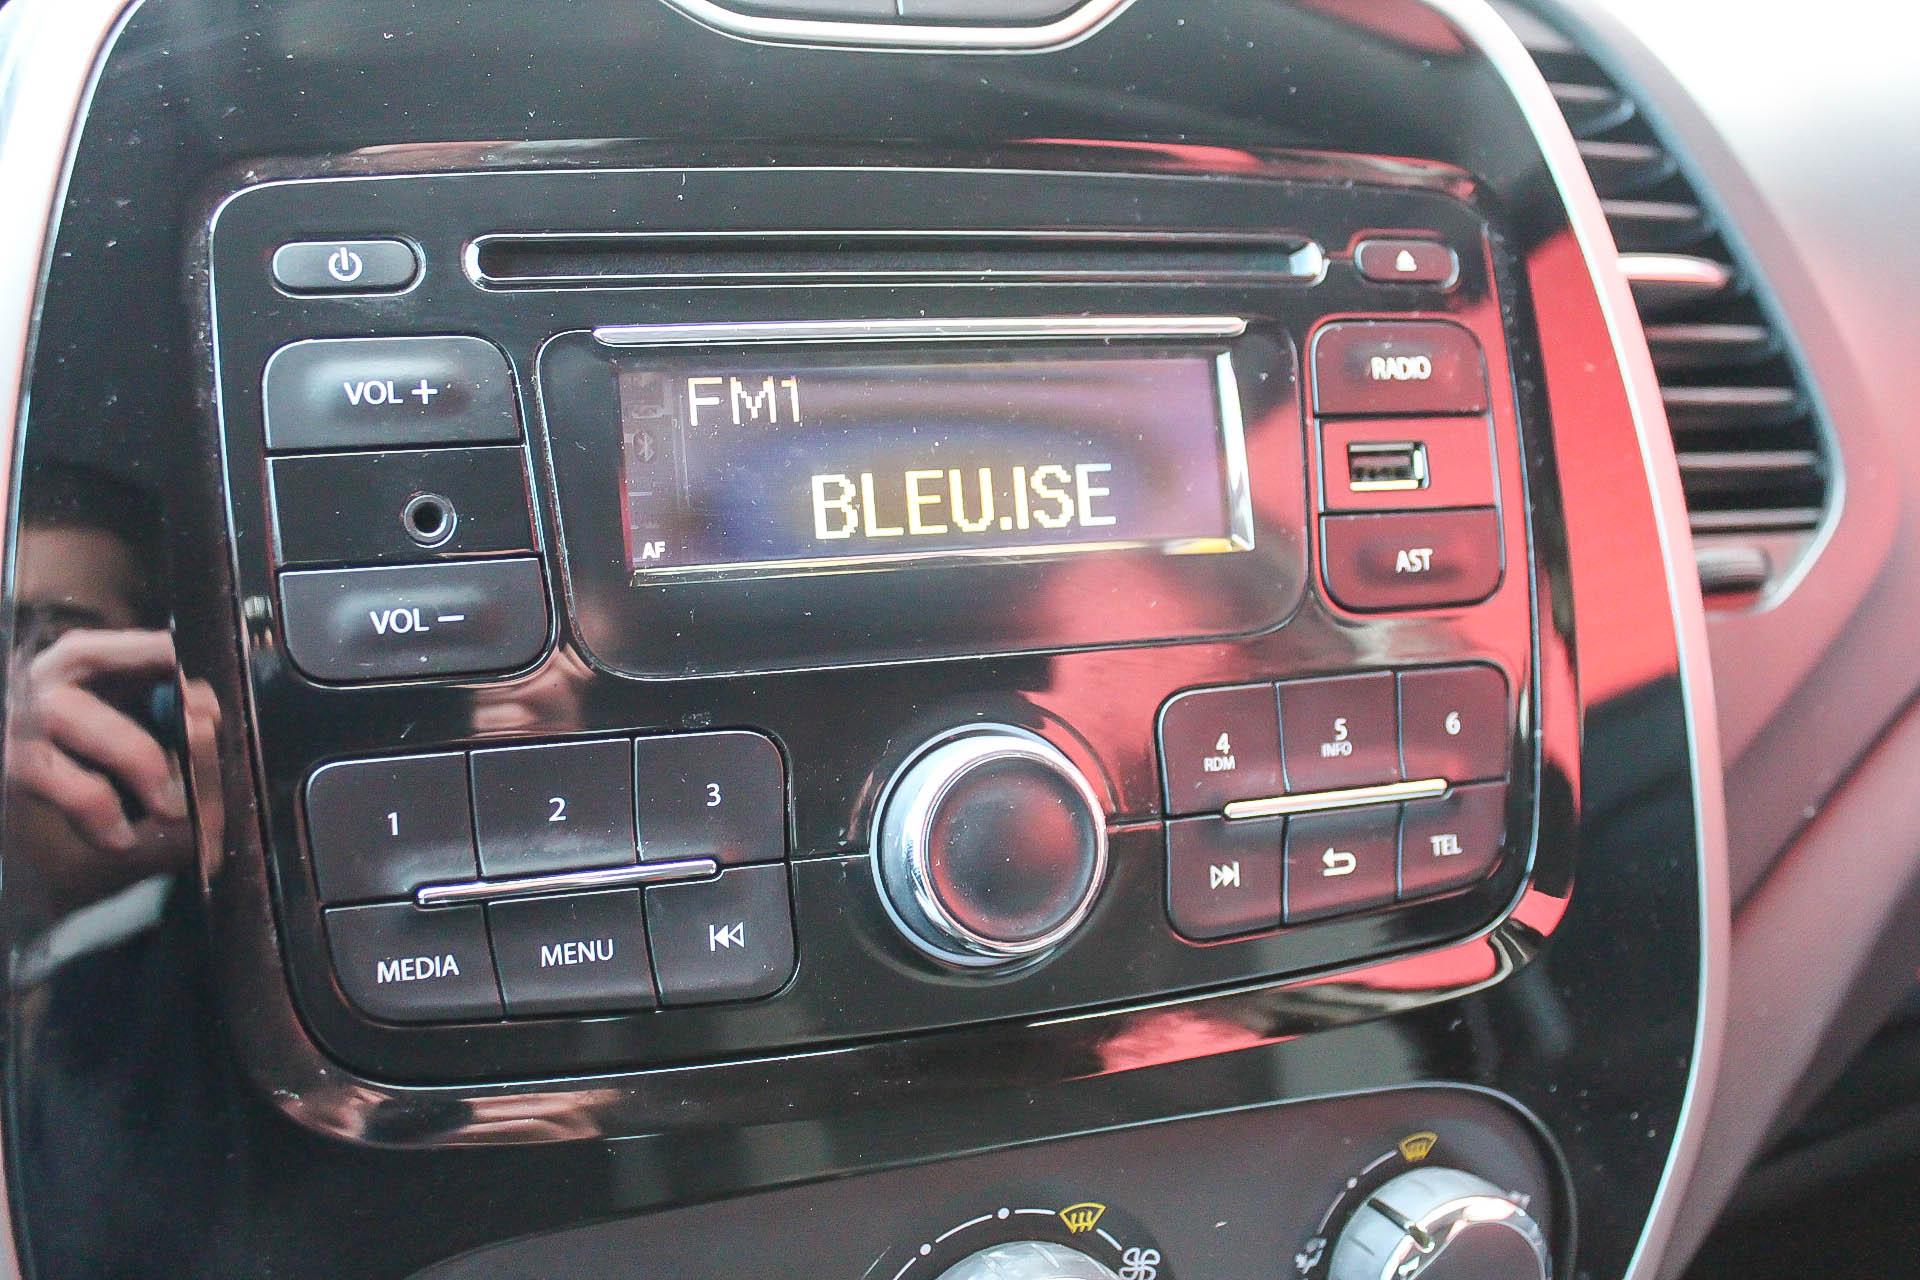 VOL +
FM1
RADIO
BLEU.ISE
AF
AST
VOL –
1
2
3
4
RDM
5
INFO
6
MEDIA
MENU
TEL